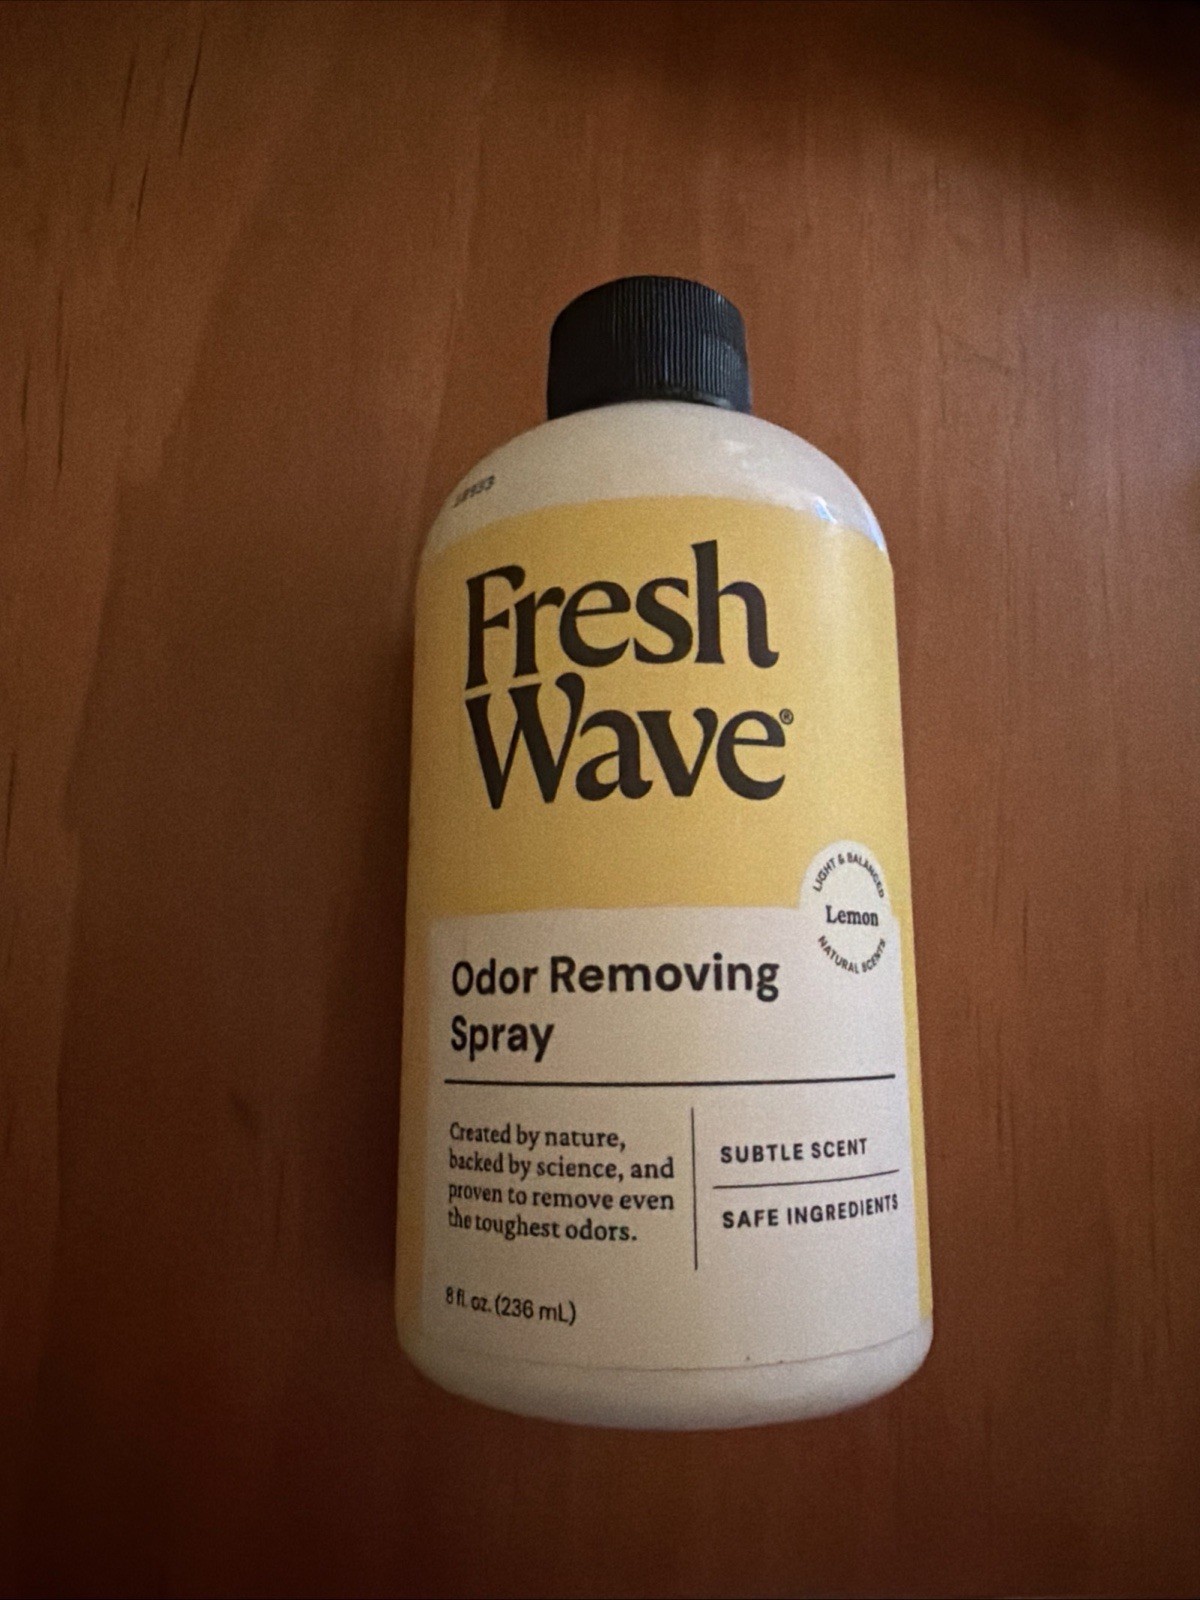 Fresh
Wave®
LIGHT & BALANCED
Lemon
NATURAL SCENTS
Odor Removing
Spray
Created by nature,
backed by science, and
proven to remove even
the toughest odors.
SUBTLE SCENT
SAFE INGREDIENTS
8 fl. oz. (236 mL)